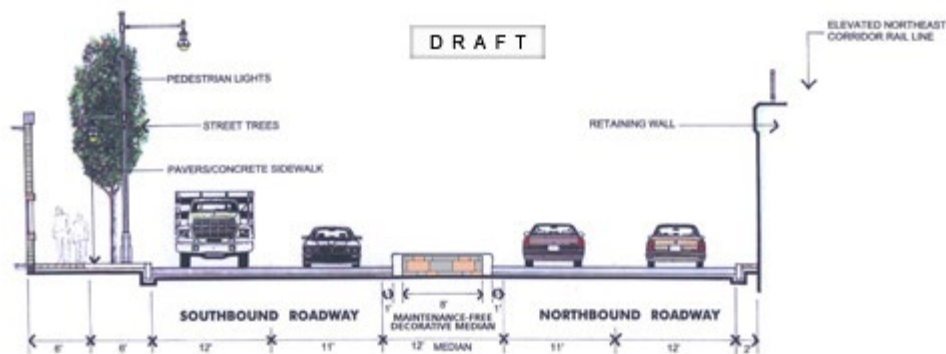 DRAFT
ELEVATED NORTHEAST
CORRIDOR RAIL LINE
PEDESTRIAN LIGHTS
STREET TREES
RETAINING WALL
PAVERS/CONCRETE SIDEWALK
1' 8' 1'
SOUTHBOUND ROADWAY
MAINTENANCE-FREE
DECORATIVE MEDIAN
NORTHBOUND ROADWAY
6' 6' 12' 11' 12' MEDIAN 11' 12' 2'